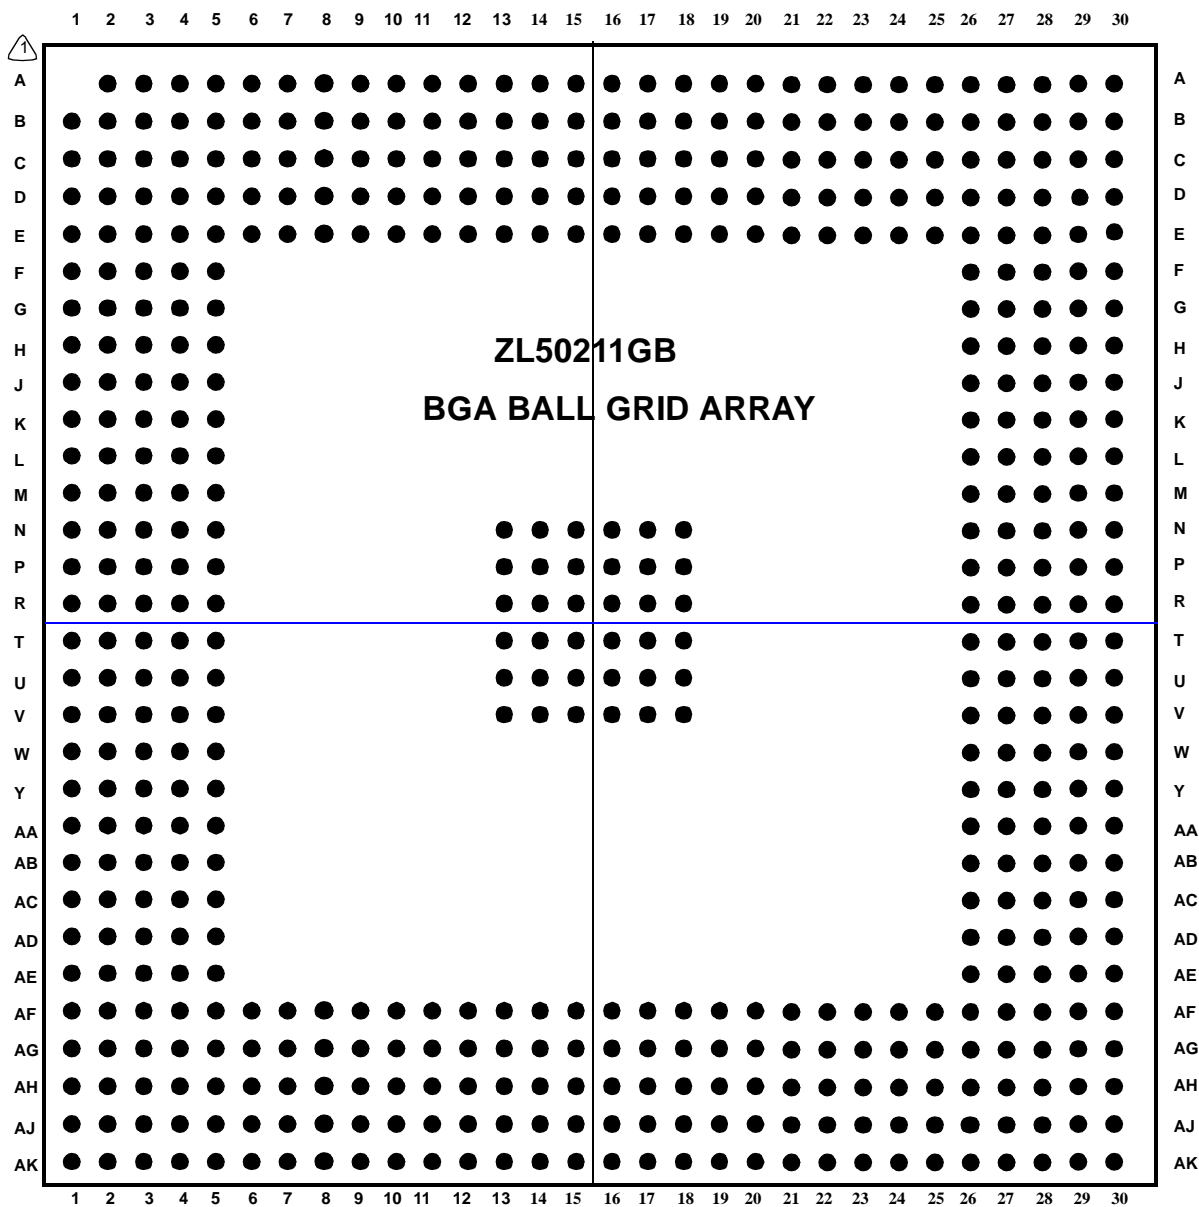 1 2 3 4 5 6 7 8 9 10 11 12 13 14 15 16 17 18 19 20 21 22 23 24 25 26 27 28 29 30
1
A A
B B
C C
D D
E E
F F
G G
H ZL50211GB H
J J
K BGA BALL GRID ARRAY K
L L
M M
N N
P P
R R
T T
U U
V V
W W
Y Y
AA AA
AB AB
AC AC
AD AD
AE AE
AF AF
AG AG
AH AH
AJ AJ
AK AK
1 2 3 4 5 6 7 8 9 10 11 12 13 14 15 16 17 18 19 20 21 22 23 24 25 26 27 28 29 30